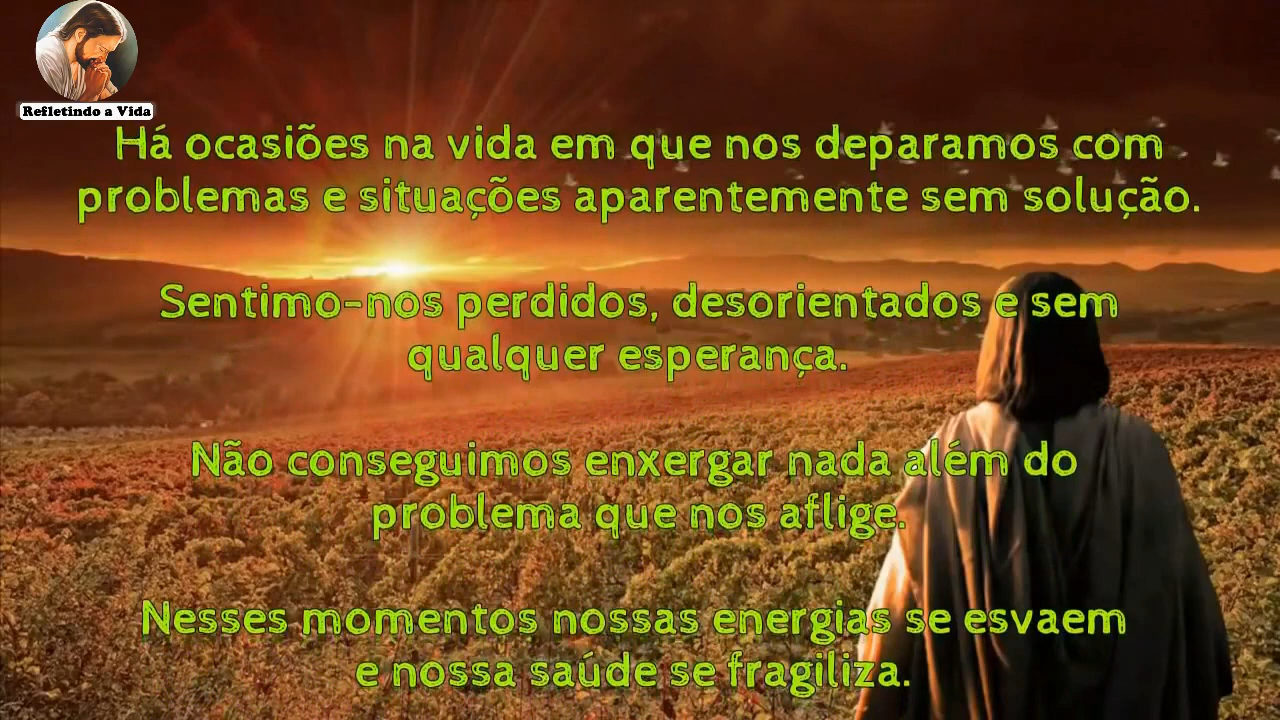 Refletindo a Vida
Há ocasiões na vida em que nos deparamos com
problemas e situações aparentemente sem solução.
Sentimo-nos perdidos, desorientados e sem
qualquer esperança.
Não conseguimos enxergar nada além do
problema que nos aflige.
Nesses momentos nossas energias se esvaem
e nossa saúde se fragiliza.